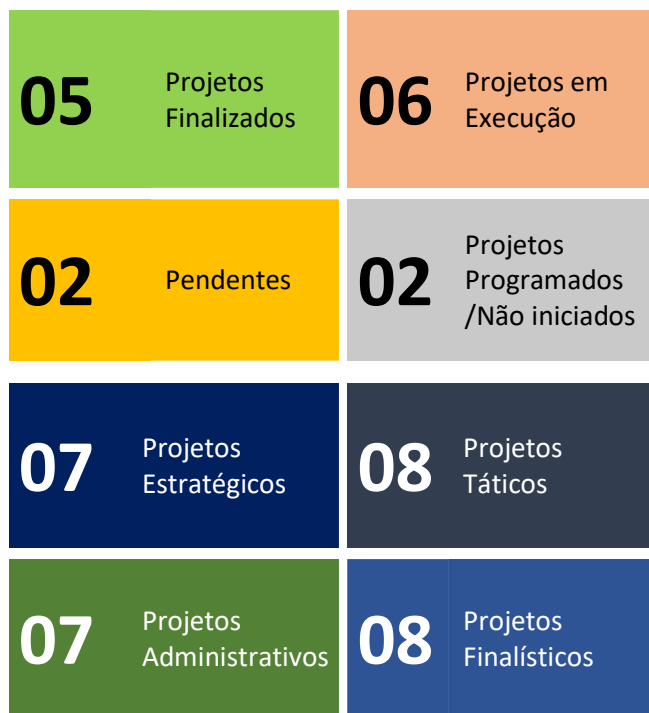 05
Projetos
Finalizados
06
Projetos em
Execução
02
Pendentes
02
Projetos
Programados
/Não iniciados
07
Projetos
Estratégicos
08
Projetos
Táticos
07
Projetos
Administrativos
08
Projetos
Finalísticos